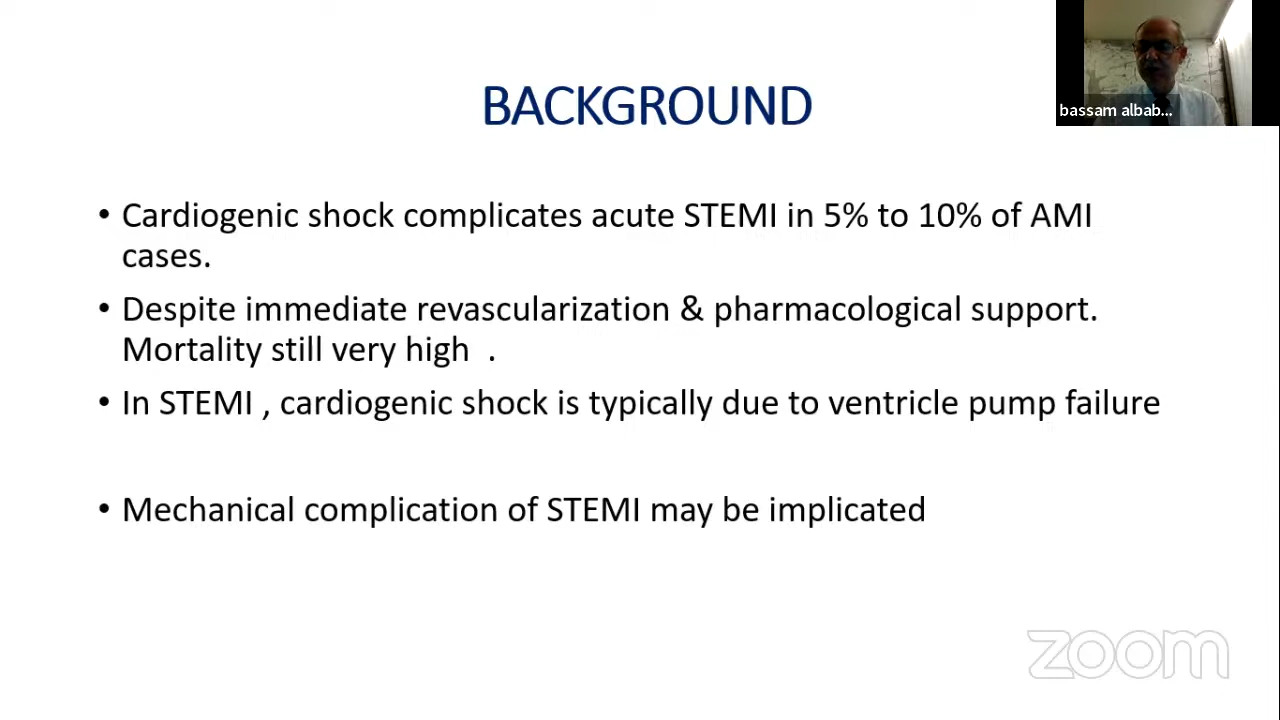 BACKGROUND
bassam albab...
• Cardiogenic shock complicates acute STEMI in 5% to 10% of AMI
cases.
• Despite immediate revascularization & pharmacological support.
Mortality still very high  .
• In STEMI , cardiogenic shock is typically due to ventricle pump failure
• Mechanical complication of STEMI may be implicated
zoom